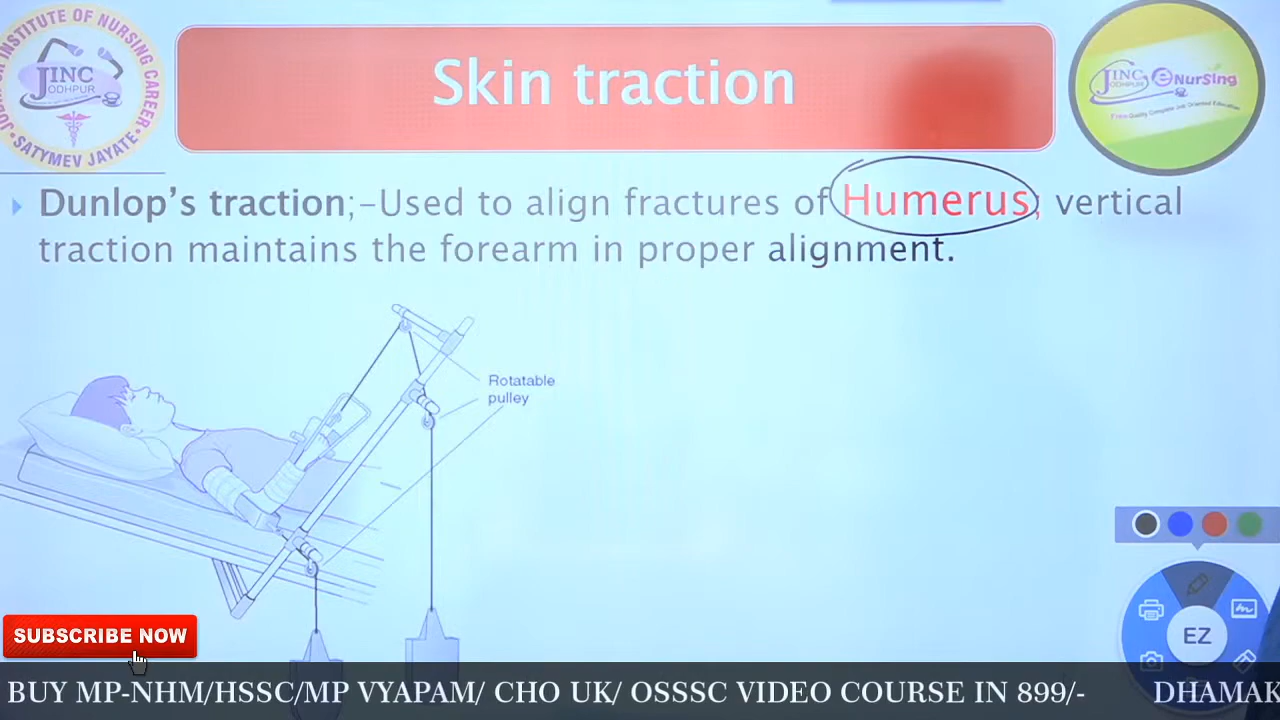 JINC
JODHPUR
SATYMEV JAYATE
INSTITUTE OF NURSING CAREER
Skin traction
JINC
JODHPUR
eNursing
Dunlop's traction;-Used to align fractures of Humerus; vertical
traction maintains the forearm in proper alignment.
Rotatable
pulley
EZ
SUBSCRIBE NOW
BUY MP-NHM/HSSC/MP VYAPAM/ CHO UK/ OSSSC VIDEO COURSE IN 899/- DHAMAK